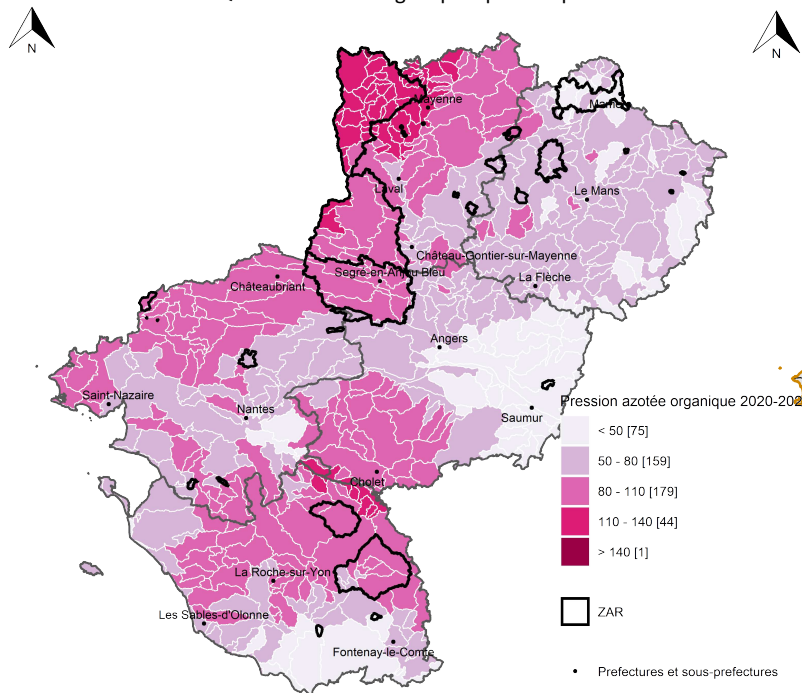 N
N
Mayenne
Laval
Le Mans
Château-Gontier-sur-Mayenne
Segré-en-Anjou Bleu
La Flèche
Châteaubriant
Angers
Saint-Nazaire
Nantes
Saumur
Cholet
La Roche-sur-Yon
Les Sables-d'Olonne
Fontenay-le-Comte
Pression azotée organique 2020-202
< 50 [75]
50 - 80 [159]
80 - 110 [179]
110 - 140 [44]
> 140 [1]
ZAR
Prefectures et sous-prefectures